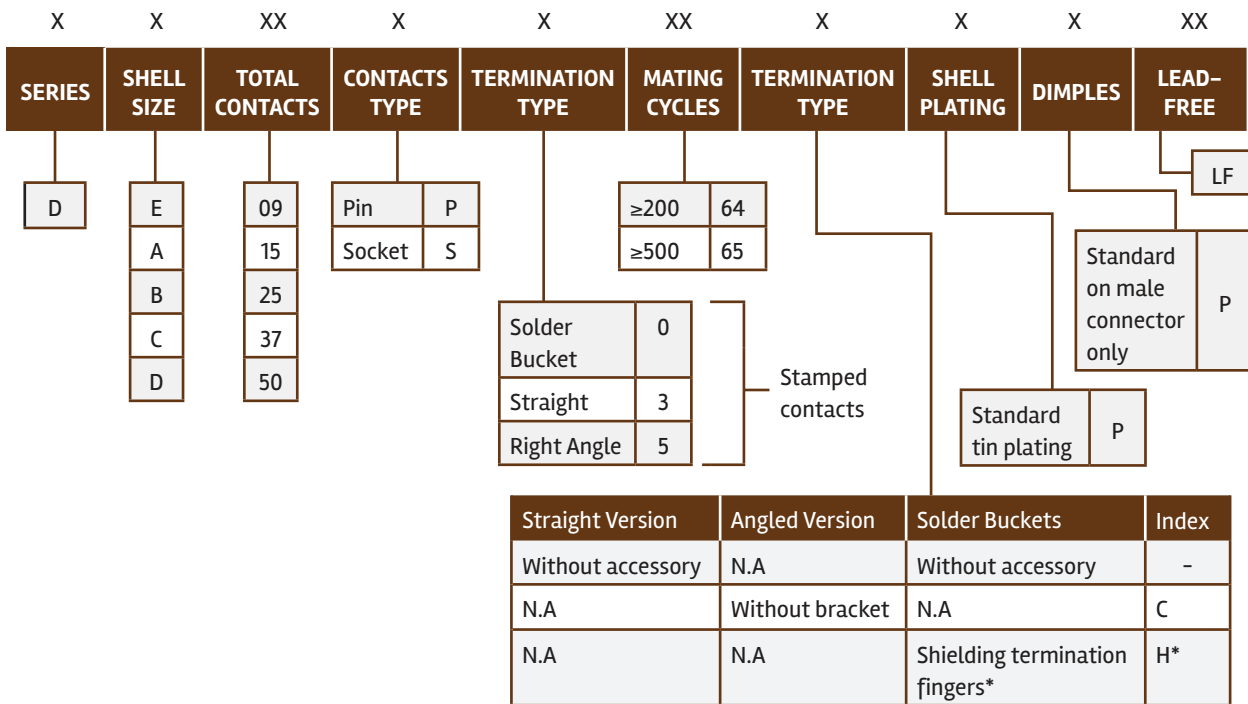 X X XX X X XX X X X XX
SERIES SHELL SIZE TOTAL CONTACTS CONTACTS TYPE TERMINATION TYPE MATING CYCLES TERMINATION TYPE SHELL PLATING DIMPLES LEAD–FREE
LF
D
E
A
B
C
D
09
15
25
37
50
Pin P
Socket S
≥200 64
≥500 65
Solder
Bucket 0
Straight 3
Right Angle 5
Stamped
contacts
Standard
on male
connector
only
P
Standard
tin plating
P
Straight Version Angled Version Solder Buckets Index
Without accessory N.A Without accessory -
N.A Without bracket N.A C
N.A N.A Shielding termination H*
fingers*